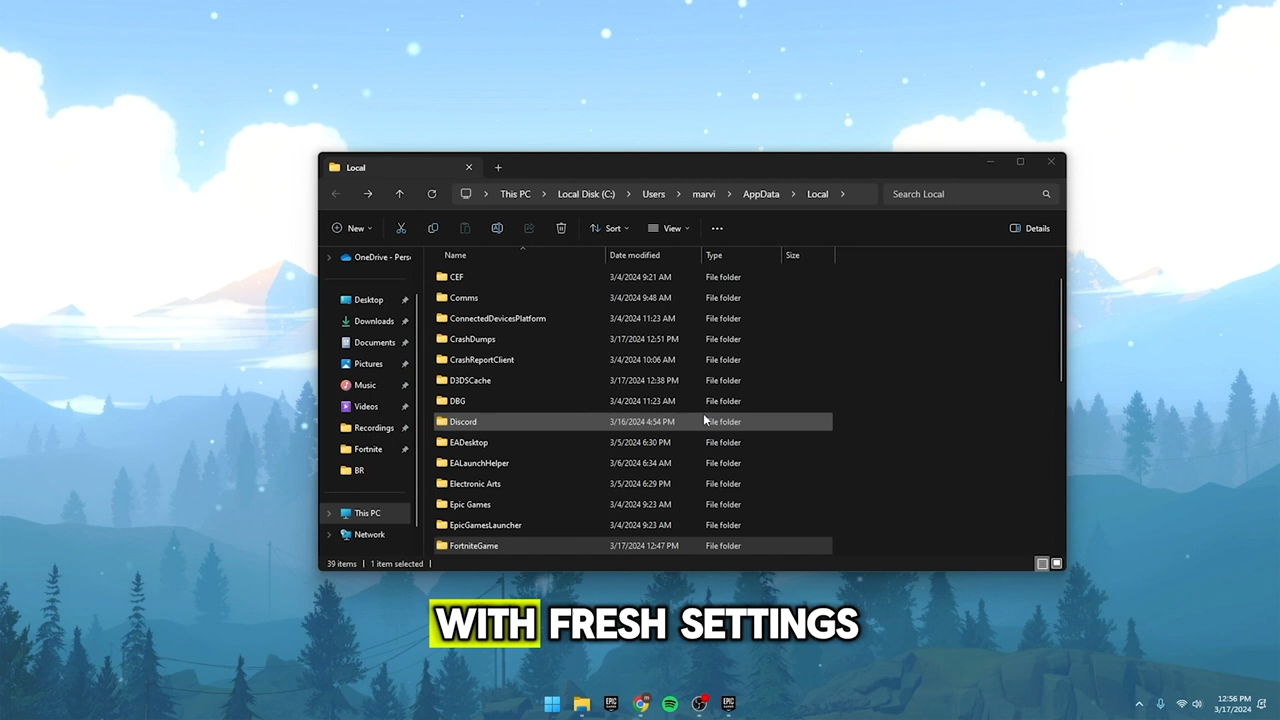 Local
This PC
Local Disk (C:)
Users
marvi
AppData
Local
Search Local
New
Sort
View
Details
Name
Date modified
Type
Size
OneDrive - Pers
Desktop
Downloads
Documents
Pictures
Music
Videos
Recordings
Fortnite
BR
This PC
Network
CEF 3/4/2024 9:21 AM File folder
Comms 3/4/2024 9:48 AM File folder
ConnectedDevicesPlatform 3/4/2024 11:23 AM File folder
CrashDumps 3/17/2024 12:51 PM File folder
CrashReportClient 3/4/2024 10:06 AM File folder
D3DSCache 3/17/2024 12:38 PM File folder
DBG 3/4/2024 11:23 AM File folder
Discord 3/16/2024 4:54 PM File folder
EADesktop 3/5/2024 6:30 PM File folder
EALaunchHelper 3/6/2024 6:34 AM File folder
Electronic Arts 3/5/2024 6:29 PM File folder
Epic Games 3/4/2024 9:23 AM File folder
EpicGamesLauncher 3/4/2024 9:23 AM File folder
FortniteGame 3/17/2024 12:47 PM File folder
39 items
1 item selected
WITH FRESH SETTINGS
EPIC
EPIC
12:56 PM
3/17/2024